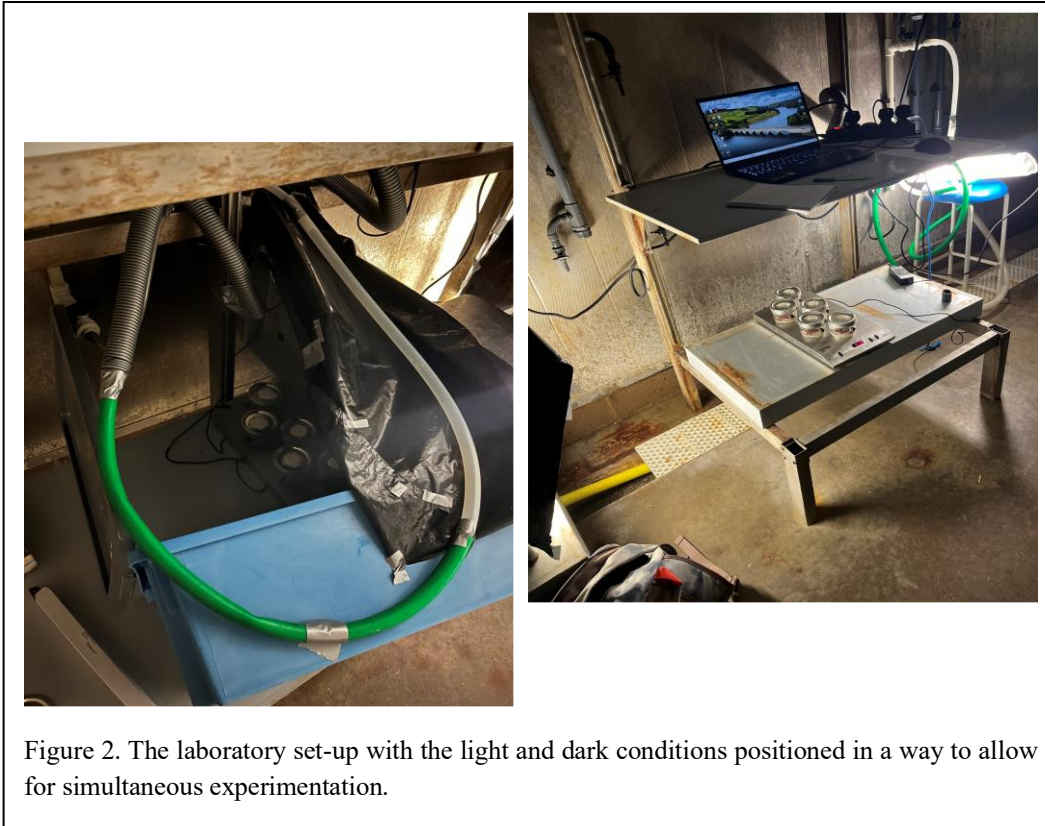 Figure 2. The laboratory set-up with the light and dark conditions positioned in a way to allow
for simultaneous experimentation.